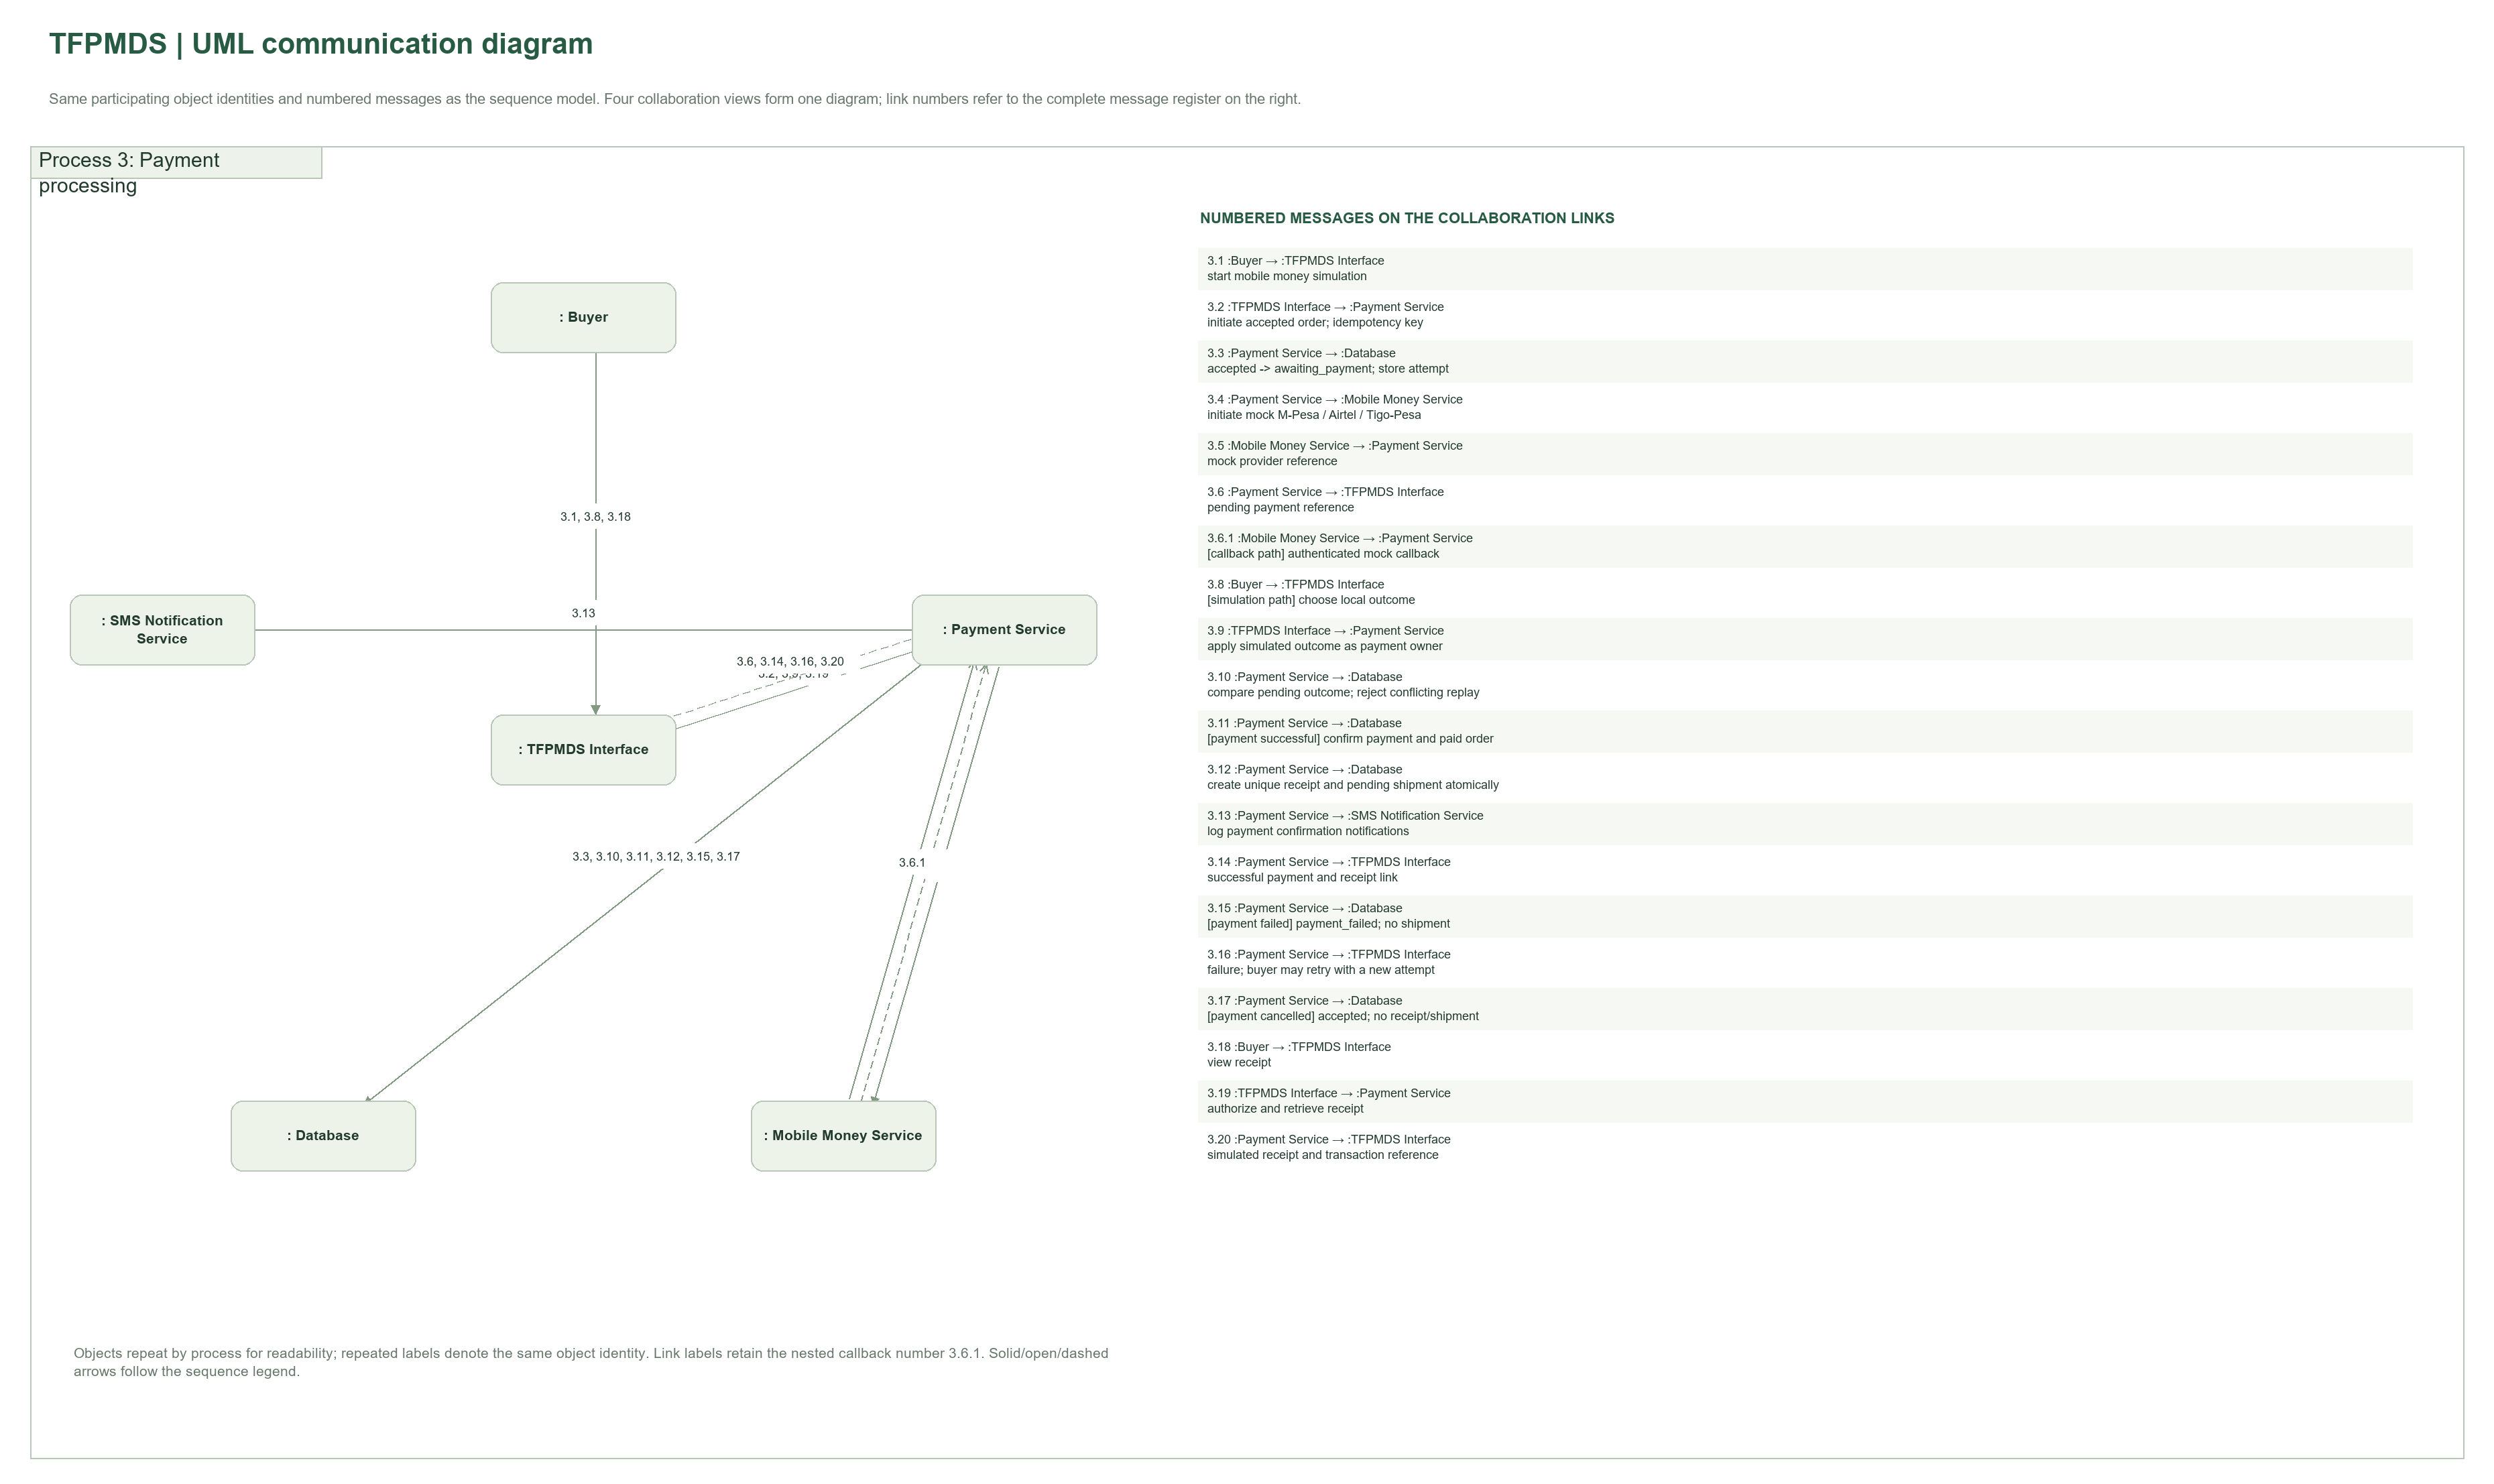 TFPMDS | UML communication diagram
Same participating object identities and numbered messages as the sequence model. Four collaboration views form one diagram; link numbers refer to the complete message register on the right.
Process 3: Payment
processing
: Buyer
3.1, 3.8, 3.18
3.13
: SMS Notification
Service
: Payment Service
3.6, 3.14, 3.16, 3.20
3.2, 3.9, 3.19
: TFPMDS Interface
3.3, 3.10, 3.11, 3.12, 3.15, 3.17
3.6.1
: Database
: Mobile Money Service
Objects repeat by process for readability; repeated labels denote the same object identity. Link labels retain the nested callback number 3.6.1. Solid/open/dashed
arrows follow the sequence legend.
NUMBERED MESSAGES ON THE COLLABORATION LINKS
3.1 :Buyer → :TFPMDS Interface
start mobile money simulation
3.2 :TFPMDS Interface → :Payment Service
initiate accepted order; idempotency key
3.3 :Payment Service → :Database
accepted -> awaiting_payment; store attempt
3.4 :Payment Service → :Mobile Money Service
initiate mock M-Pesa / Airtel / Tigo-Pesa
3.5 :Mobile Money Service → :Payment Service
mock provider reference
3.6 :Payment Service → :TFPMDS Interface
pending payment reference
3.6.1 :Mobile Money Service → :Payment Service
[callback path] authenticated mock callback
3.8 :Buyer → :TFPMDS Interface
[simulation path] choose local outcome
3.9 :TFPMDS Interface → :Payment Service
apply simulated outcome as payment owner
3.10 :Payment Service → :Database
compare pending outcome; reject conflicting replay
3.11 :Payment Service → :Database
[payment successful] confirm payment and paid order
3.12 :Payment Service → :Database
create unique receipt and pending shipment atomically
3.13 :Payment Service → :SMS Notification Service
log payment confirmation notifications
3.14 :Payment Service → :TFPMDS Interface
successful payment and receipt link
3.15 :Payment Service → :Database
[payment failed] payment_failed; no shipment
3.16 :Payment Service → :TFPMDS Interface
failure; buyer may retry with a new attempt
3.17 :Payment Service → :Database
[payment cancelled] accepted; no receipt/shipment
3.18 :Buyer → :TFPMDS Interface
view receipt
3.19 :TFPMDS Interface → :Payment Service
authorize and retrieve receipt
3.20 :Payment Service → :TFPMDS Interface
simulated receipt and transaction reference